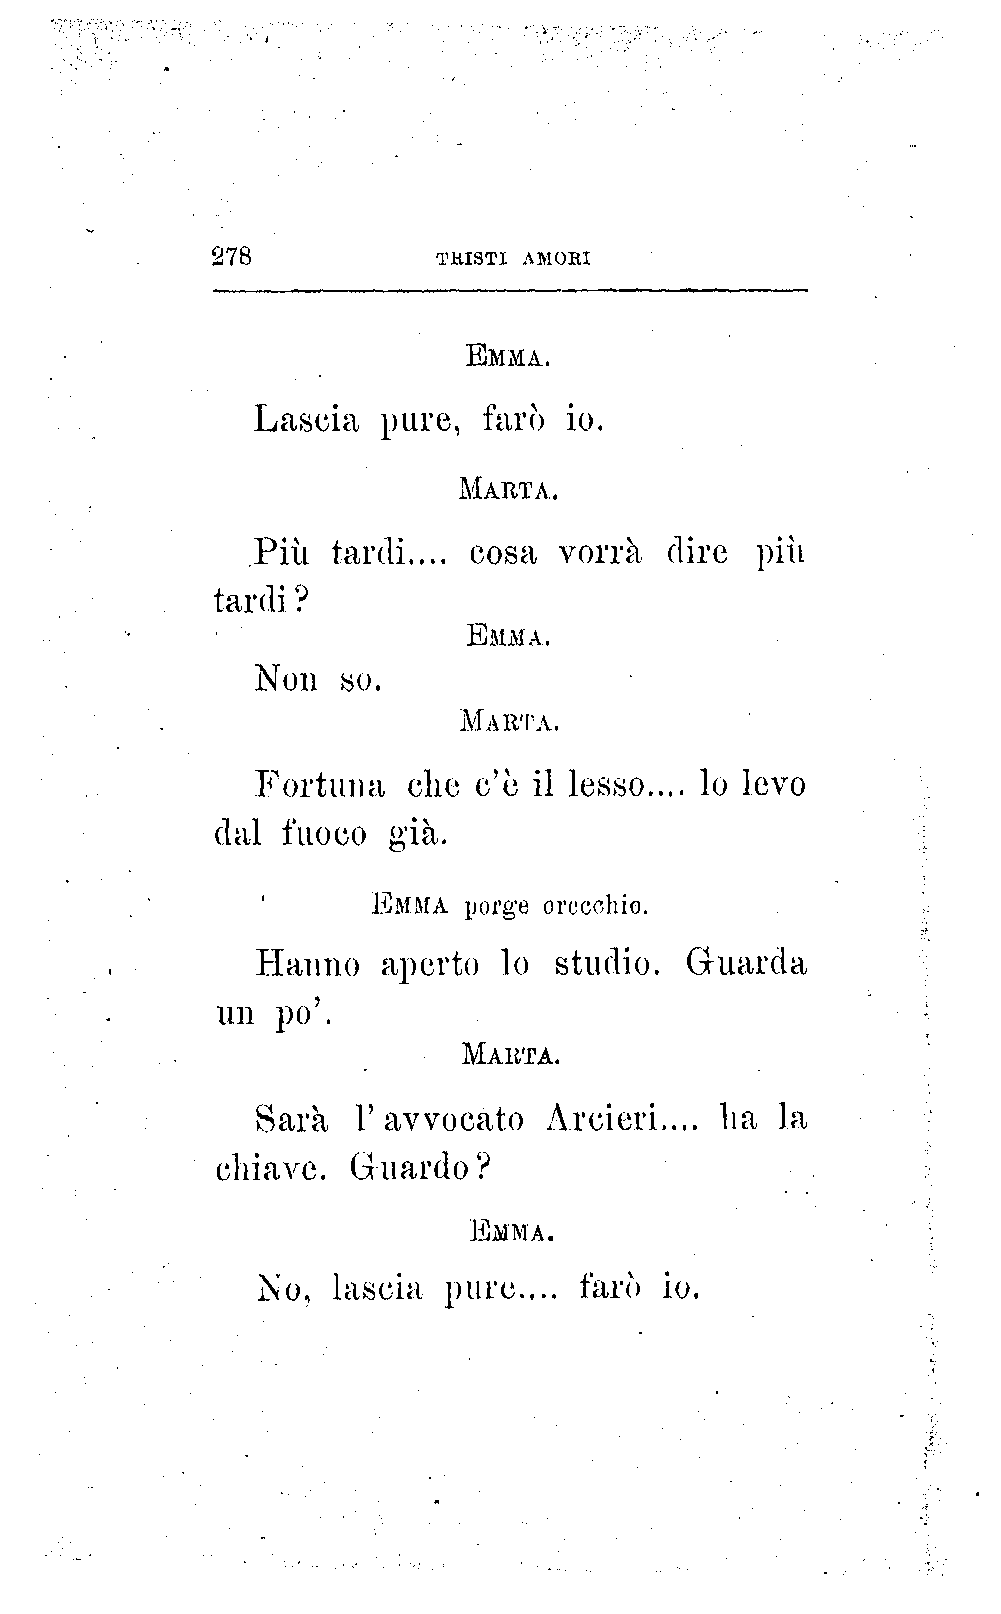 278 TRISTI AMORI
EMMA.
Lascia pure, farò io.
MARTA.
Più tardi.... cosa vorrà dire più
tardi?
EMMA.
Non so.
MARTA.
Fortuna che c'è il lesso.... lo levo
dal fuoco già.
EMMA porge orecchio.
Hanno aperto lo studio. Guarda
un po'.
MARTA.
Sarà l'avvocato Arcieri.... ha la
chiave. Guardo?
EMMA.
No, lascia pure.... farò io.